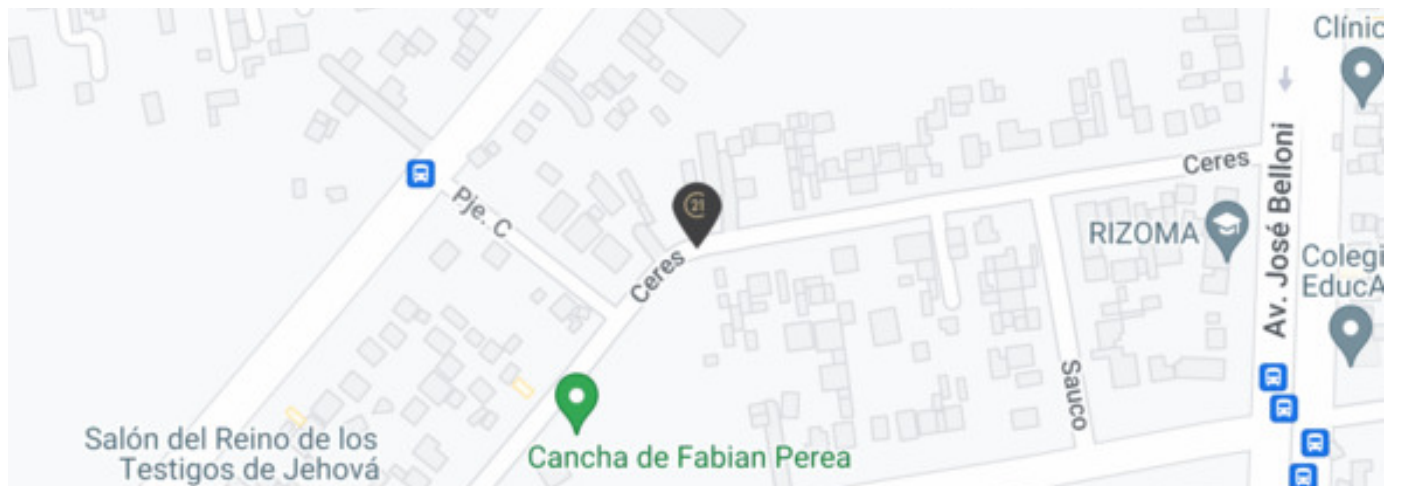 Clínic
Ceres
Av. José Belloni
Pje. C
21
RIZOMA
Ceres
Colegi
EducA
Sauco
Salón del Reino de los
Testigos de Jehová
Cancha de Fabian Perea